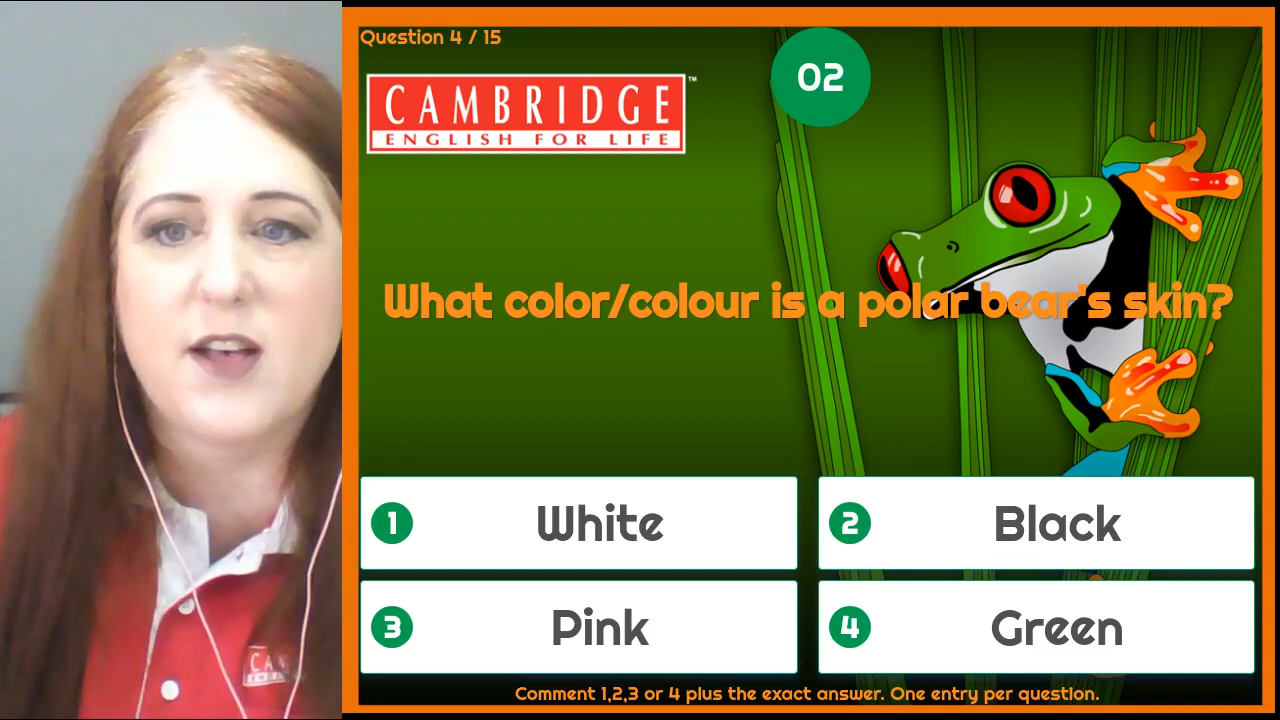 Question 4 / 15
02
CAMBRIDGE™
ENGLISH FOR LIFE
What color/colour is a polar bear's skin?
1 White
2 Black
3 Pink
4 Green
Comment 1,2,3 or 4 plus the exact answer. One entry per question.